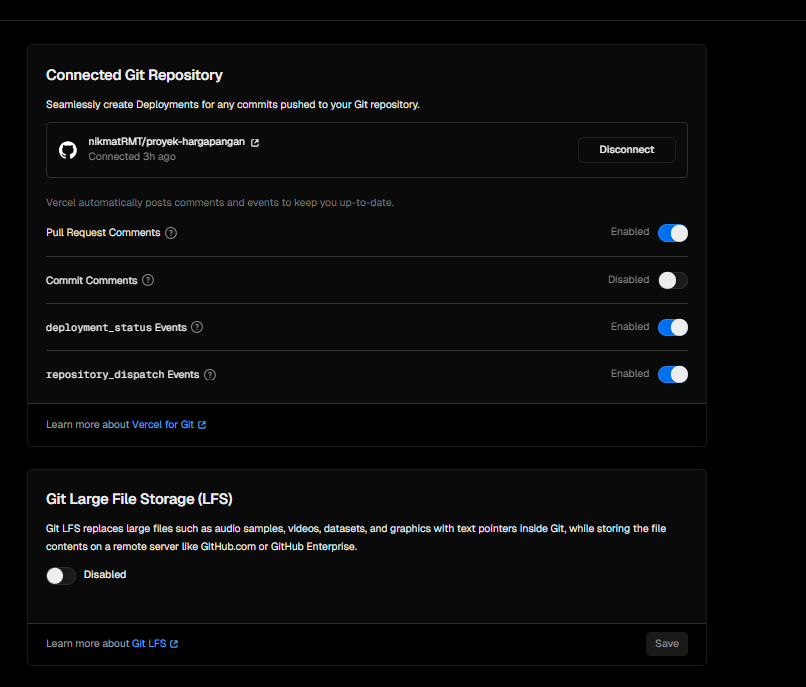 Connected Git Repository
Seamlessly create Deployments for any commits pushed to your Git repository.
nikmatRMT/proyek-hargapangan
Connected 3h ago
Disconnect
Vercel automatically posts comments and events to keep you up-to-date.
Pull Request Comments
Enabled
Commit Comments
Disabled
deployment_status Events
Enabled
repository_dispatch Events
Enabled
Learn more about Vercel for Git
Git Large File Storage (LFS)
Git LFS replaces large files such as audio samples, videos, datasets, and graphics with text pointers inside Git, while storing the file
contents on a remote server like GitHub.com or GitHub Enterprise.
Disabled
Learn more about Git LFS
Save